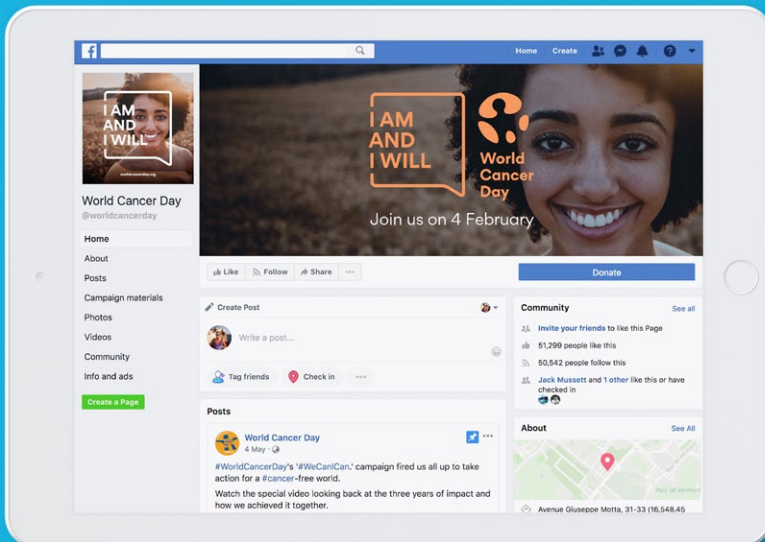 f
Home Create
I AM
AND
I WILL
worldcancerday.org
World Cancer Day
@worldcancerday
Home
About
Posts
Campaign materials
Photos
Videos
Community
Info and ads
Create a Page
I AM
AND
I WILL
World
Cancer
Day
Join us on 4 February
Like Follow Share ...
Donate
Create Post
Write a post...
Tag friends Check in ...
Posts
World Cancer Day
4 May ·
#WorldCancerDay's '#WeCanICan.' campaign fired us all up to take
action for a #cancer-free world.
Watch the special video looking back at the three years of impact and
how we achieved it together.
Community See all
Invite your friends to like this Page
51,299 people like this
50,542 people follow this
Jack Mussett and 1 other like this or have
checked in
About See All
Avenue Giuseppe Motta, 31-33 (16,548.45